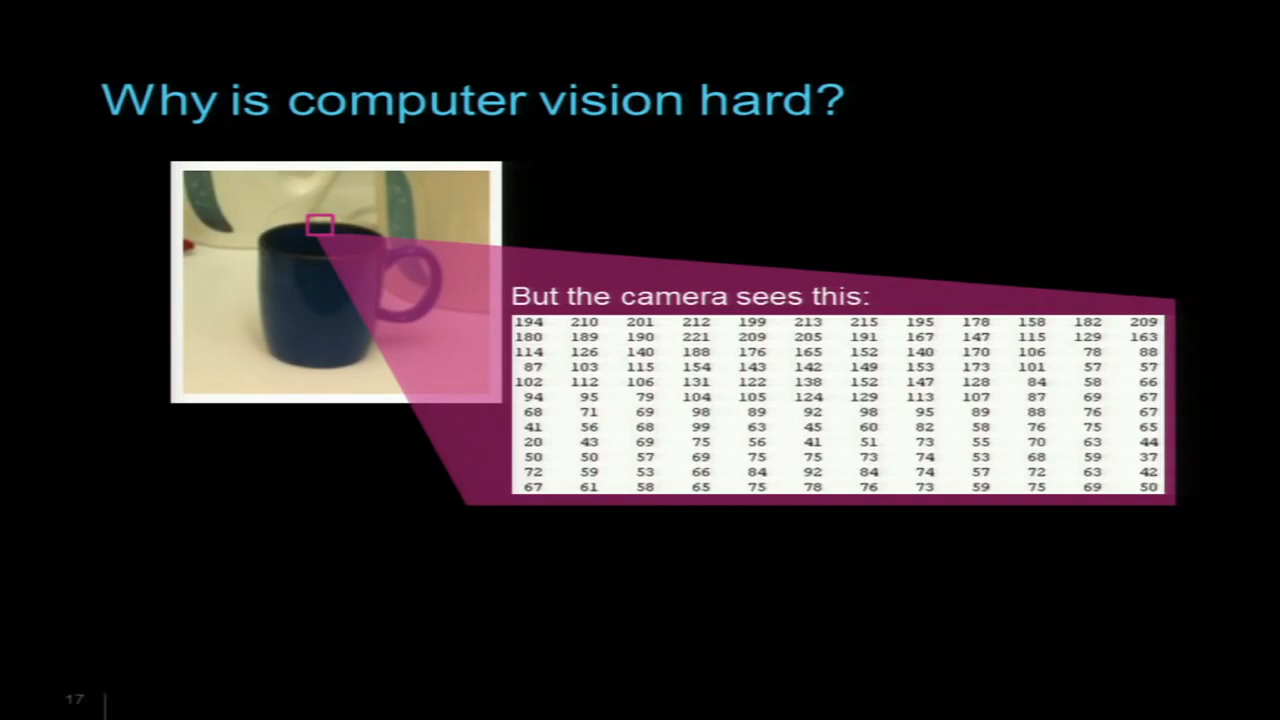 Why is computer vision hard?
But the camera sees this:
194 210 201 212 199 213 215 195 178 158 182 209
180 189 190 221 209 205 191 167 147 115 129 163
114 126 140 188 176 165 152 140 170 106 78 88
87 103 115 154 143 142 149 153 173 101 57 57
102 112 106 131 122 138 152 147 128 84 58 66
94 95 79 104 105 124 129 113 107 87 69 67
68 71 69 98 89 92 98 95 89 88 76 67
41 56 68 99 63 45 60 82 58 76 75 65
20 43 69 75 56 41 51 73 55 70 63 44
50 50 57 69 75 75 73 74 53 68 59 37
72 59 53 66 84 92 84 74 57 72 63 42
67 61 58 65 75 78 76 73 59 75 69 50
17